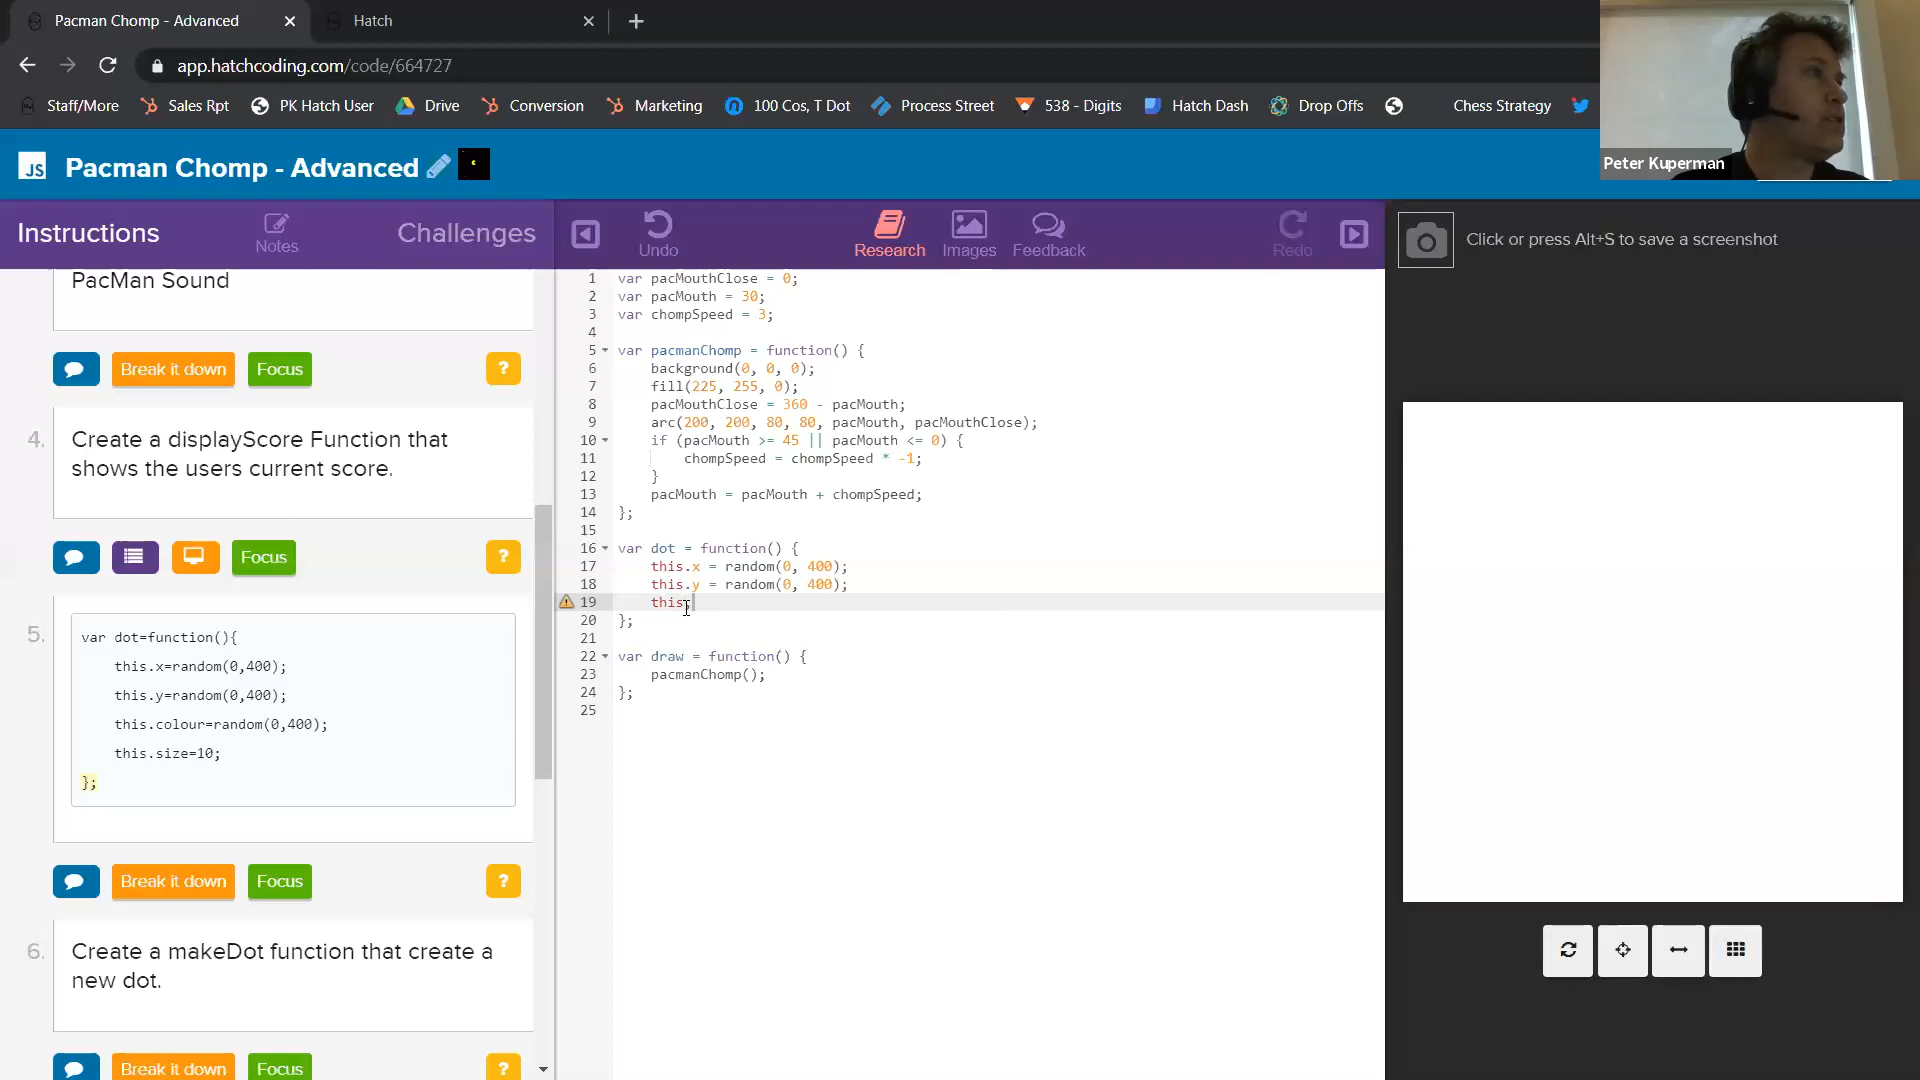 Pacman Chomp - Advanced
Hatch
app.hatchcoding.com/code/664727
Staff/More
Sales Rpt
PK Hatch User
Drive
Conversion
Marketing
100 Cos, T Dot
Process Street
538 - Digits
Hatch Dash
Drop Offs
Chess Strategy
Peter Kuperman
JS
Pacman Chomp - Advanced
Instructions
Notes
Challenges
Undo
Research
Images
Feedback
Redo
Click or press Alt+S to save a screenshot
PacMan Sound
Break it down
Focus
?
4. Create a displayScore Function that
shows the users current score.
Focus
?
5. var dot=function(){
this.x=random(0,400);
this.y=random(0,400);
this.colour=random(0,400);
this.size=10;
};
Break it down
Focus
?
6. Create a makeDot function that create a
new dot.
Break it down
Focus
?
1 var pacMouthClose = 0;
2 var pacMouth = 30;
3 var chompSpeed = 3;
4
5 var pacmanChomp = function() {
6 background(0, 0, 0);
7 fill(225, 255, 0);
8 pacMouthClose = 360 - pacMouth;
9 arc(200, 200, 80, 80, pacMouth, pacMouthClose);
10 if (pacMouth >= 45 || pacMouth <= 0) {
11 chompSpeed = chompSpeed * -1;
12 }
13 pacMouth = pacMouth + chompSpeed;
14 };
15
16 var dot = function() {
17 this.x = random(0, 400);
18 this.y = random(0, 400);
19 this.
20 };
21
22 var draw = function() {
23 pacmanChomp();
24 };
25